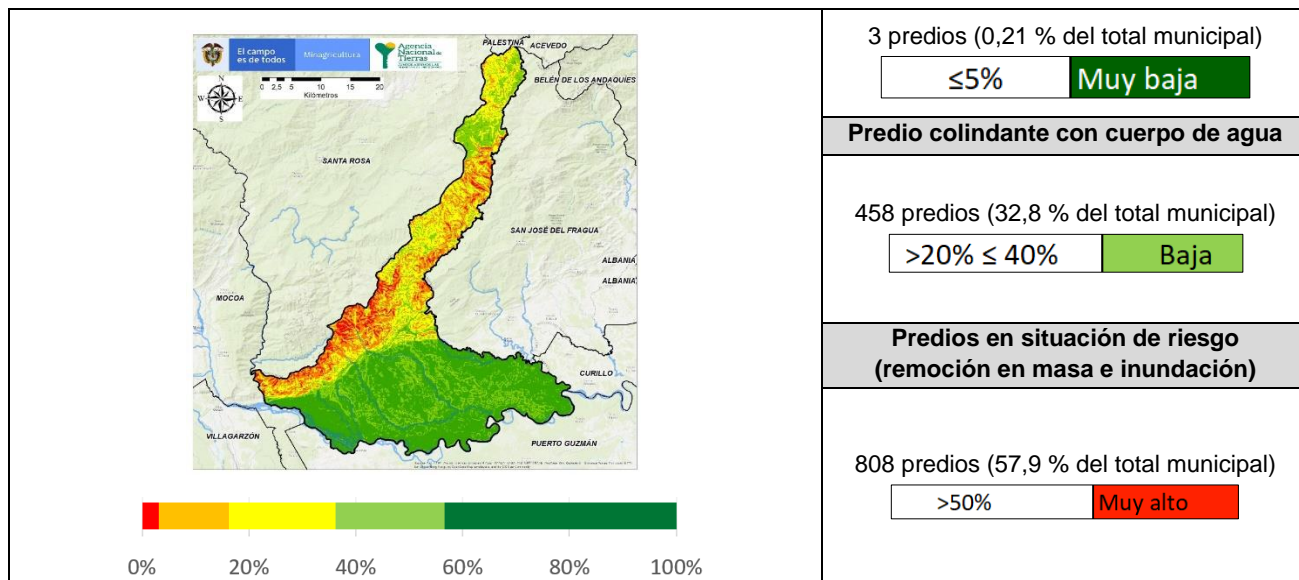 El campo
es de todos
Minagricultura
Agencia
Nacional de
Tierras
N
W
E
S
0 2,5 5 10 15 20
Kilómetros
PALESTINA
ACEVEDO
BELÉN DE LOS ANDAQUÍES
SANTA ROSA
SAN JOSÉ DEL FRAGUA
ALBANIA
ALBANIA
MOCOA
CURILLO
VILLAGARZÓN
PUERTO GUZMÁN
0% 20% 40% 60% 80% 100%
3 predios (0,21 % del total municipal)
≤5% Muy baja
Predio colindante con cuerpo de agua
458 predios (32,8 % del total municipal)
>20% ≤ 40% Baja
Predios en situación de riesgo
(remoción en masa e inundación)
808 predios (57,9 % del total municipal)
>50% Muy alto